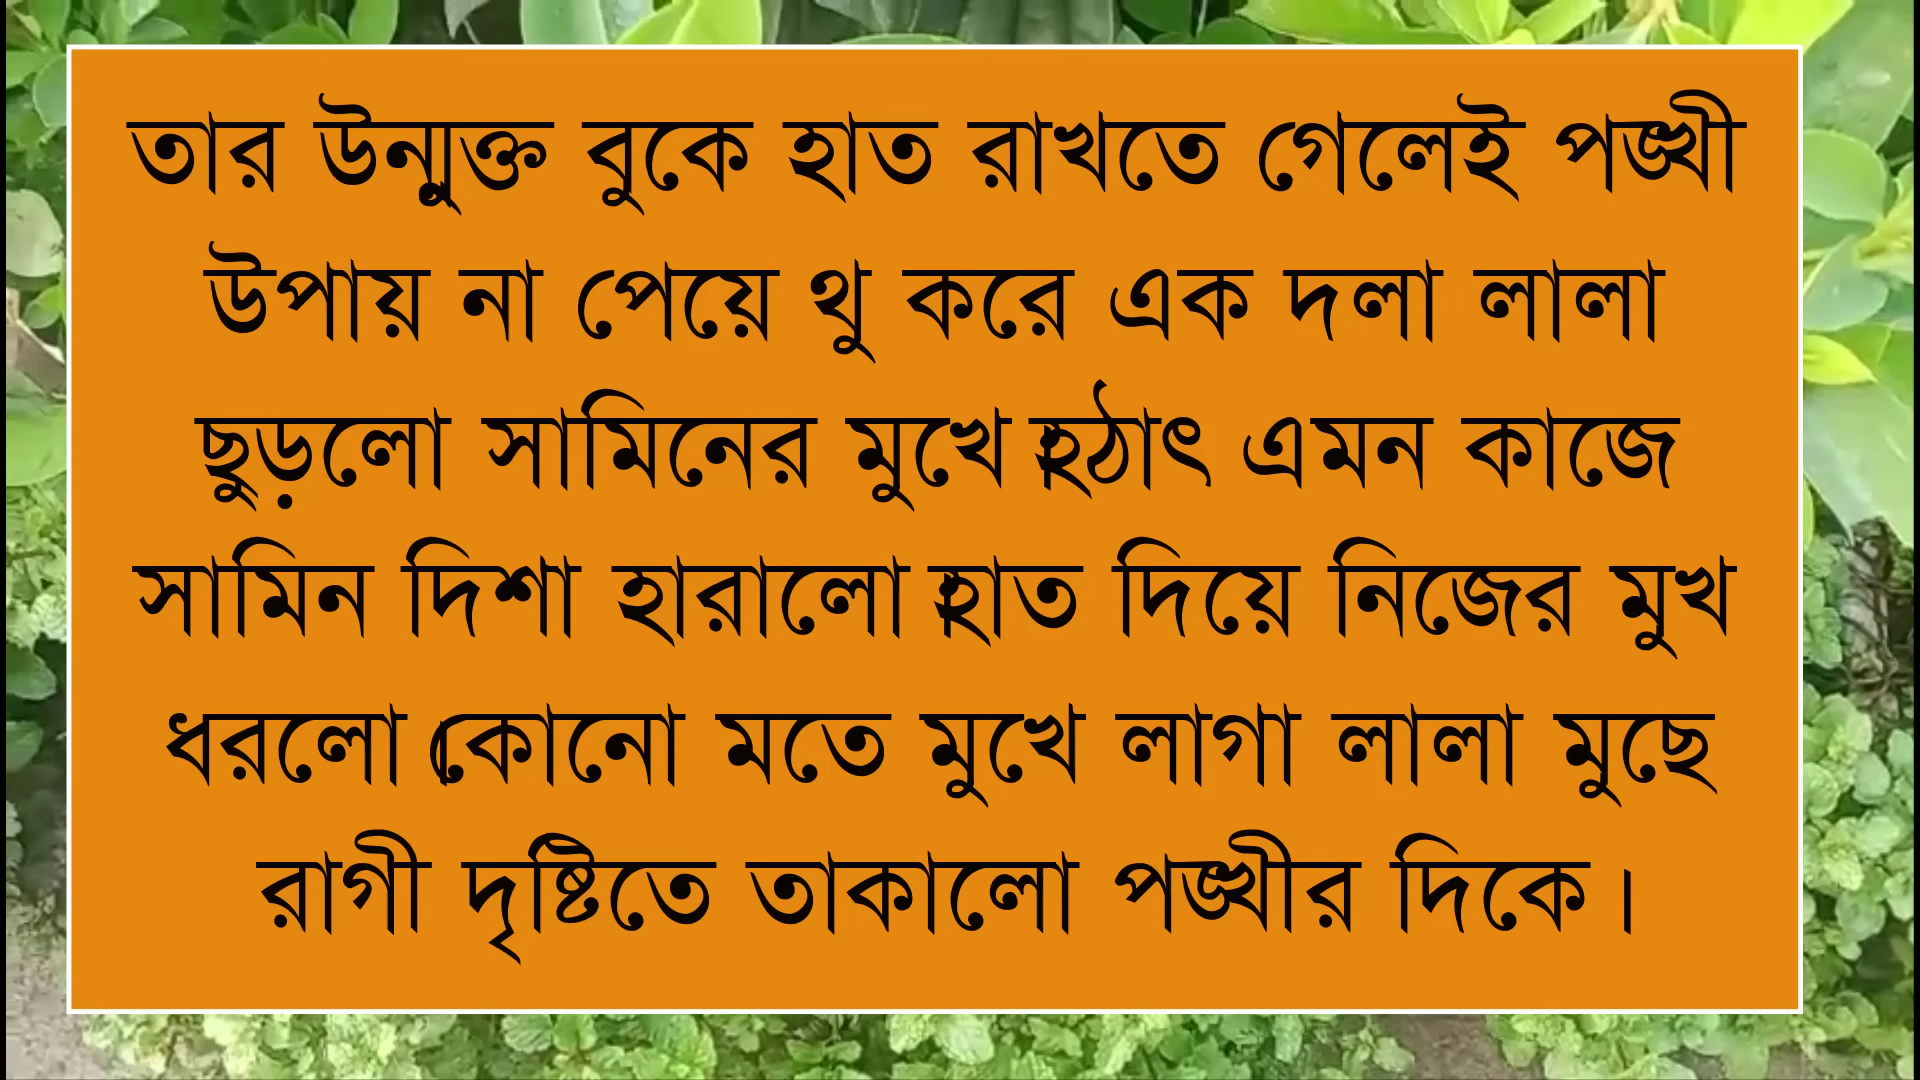 তার উন্মুক্ত বুকে হাত রাখতে গেলেই পঙ্খী
উপায় না পেয়ে থু করে এক দলা লালা
ছুড়লো সামিনের মুখে।হঠাৎ এমন কাজে
সামিন দিশা হারালো।হাত দিয়ে নিজের মুখ
ধরলো।কোনো মতে মুখে লাগা লালা মুছে
রাগী দৃষ্টিতে তাকালো পঙ্খীর দিকে।